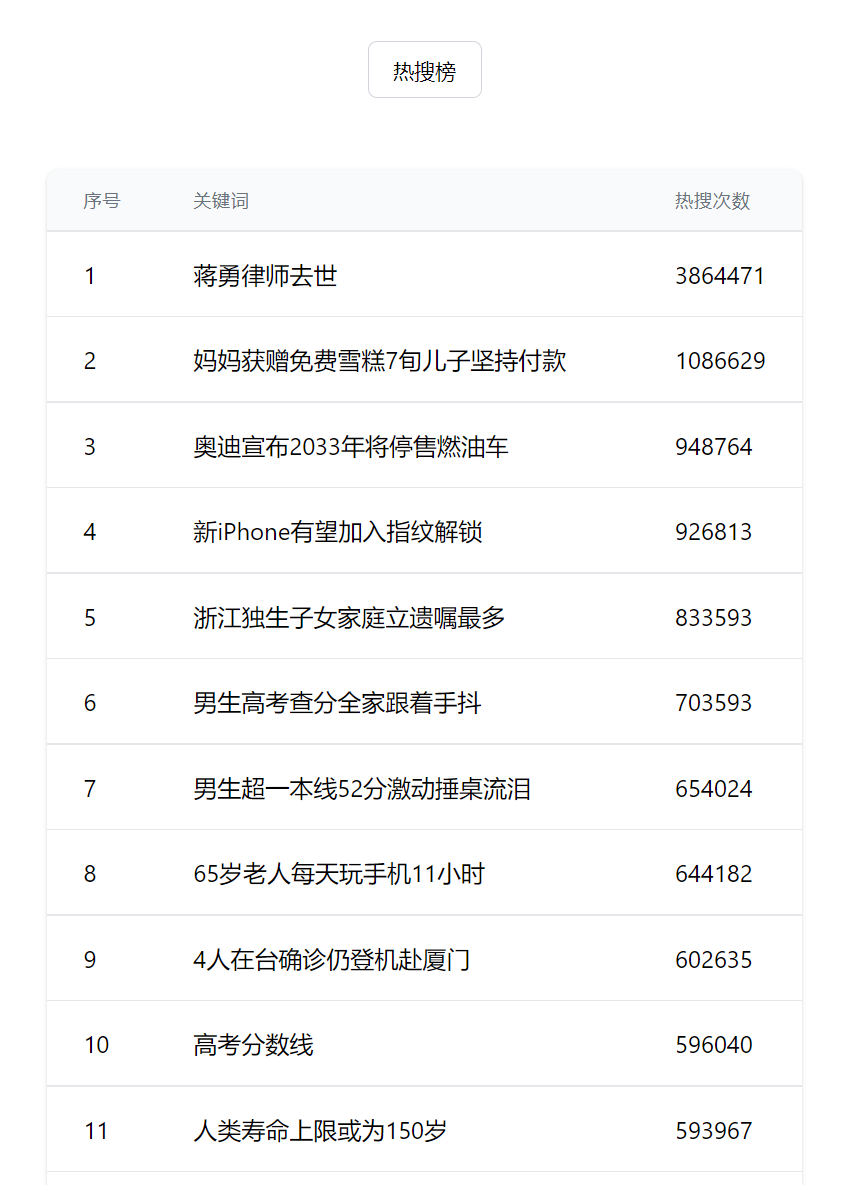 热搜榜
序号 关键词 热搜次数
1 蒋勇律师去世 3864471
2 妈妈获赠免费雪糕7旬儿子坚持付款 1086629
3 奥迪宣布2033年将停售燃油车 948764
4 新iPhone有望加入指纹解锁 926813
5 浙江独生子女家庭立遗嘱最多 833593
6 男生高考查分全家跟着手抖 703593
7 男生超一本线52分激动捶桌流泪 654024
8 65岁老人每天玩手机11小时 644182
9 4人在台确诊仍登机赴厦门 602635
10 高考分数线 596040
11 人类寿命上限或为150岁 593967